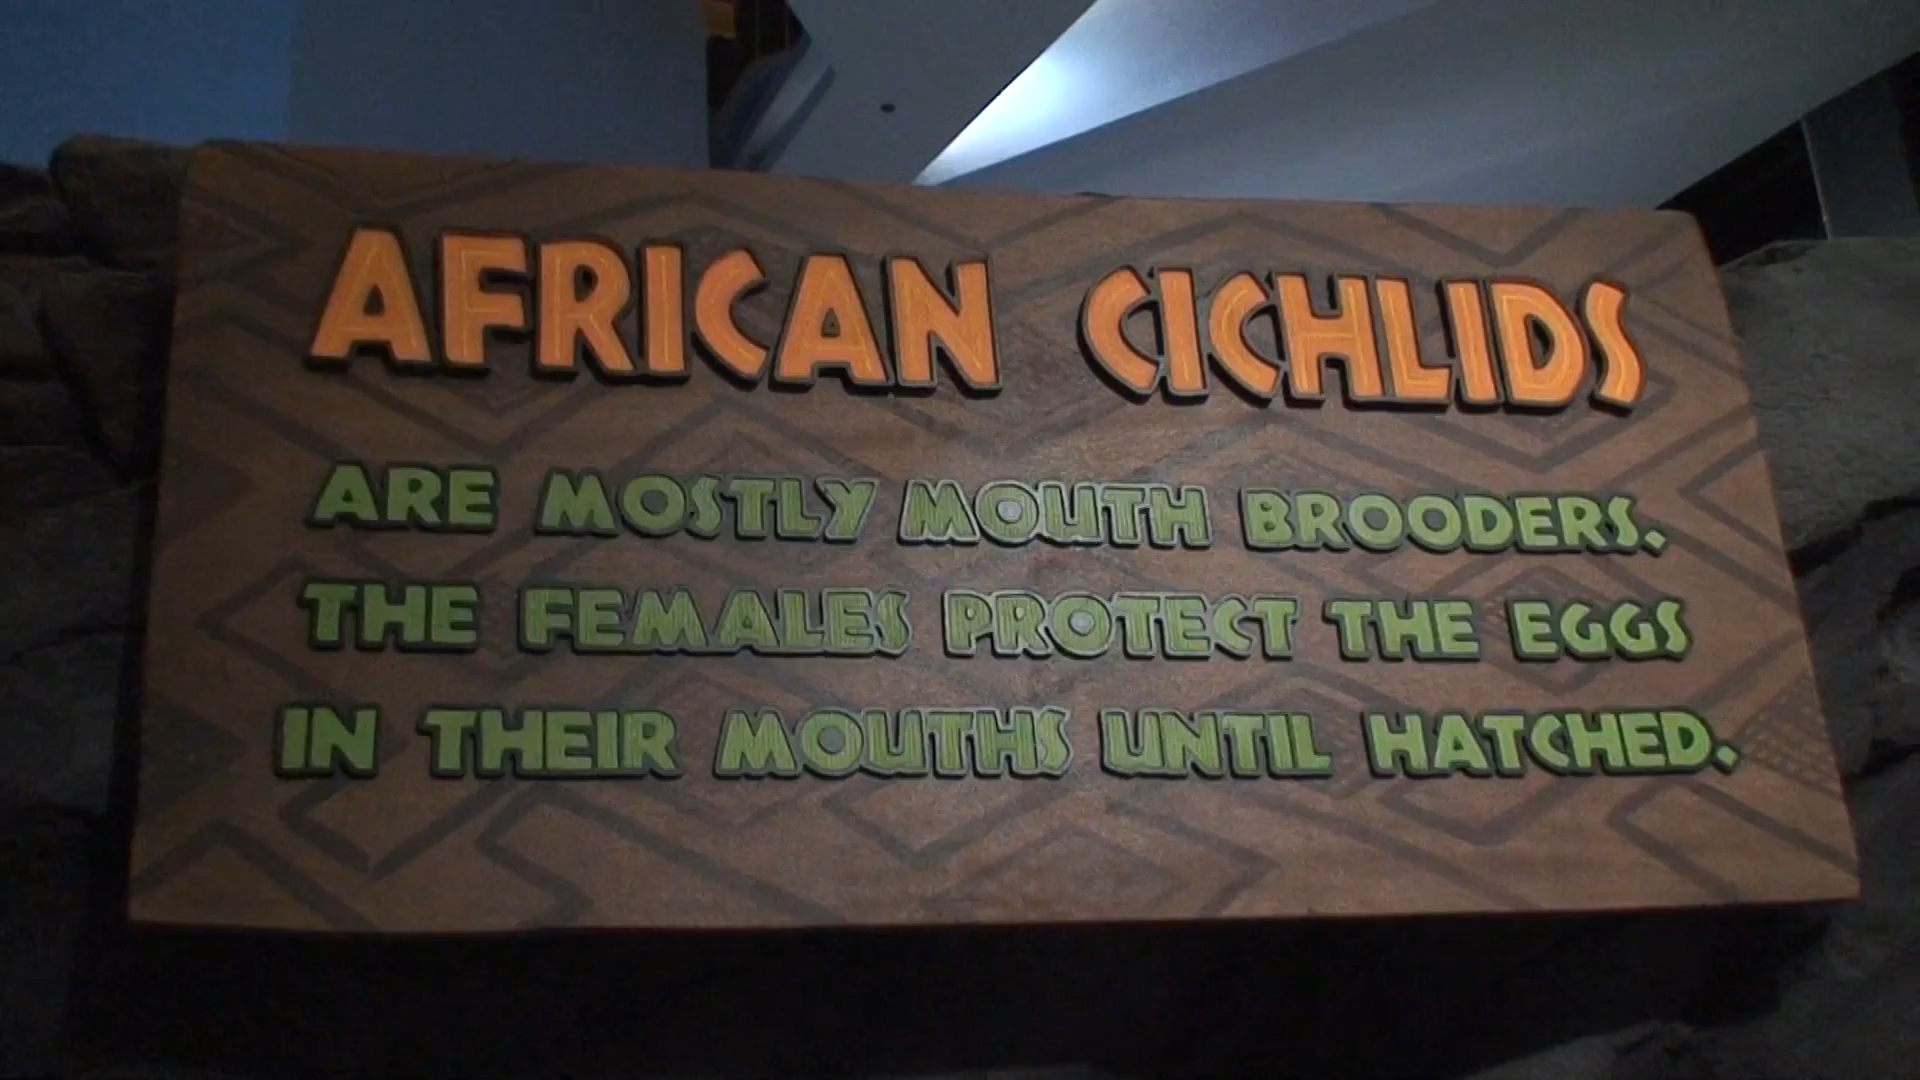 AFRICAN CICHLIDS
ARE MOSTLY MOUTH BROODERS.
THE FEMALES PROTECT THE EGGS
IN THEIR MOUTHS UNTIL HATCHED.